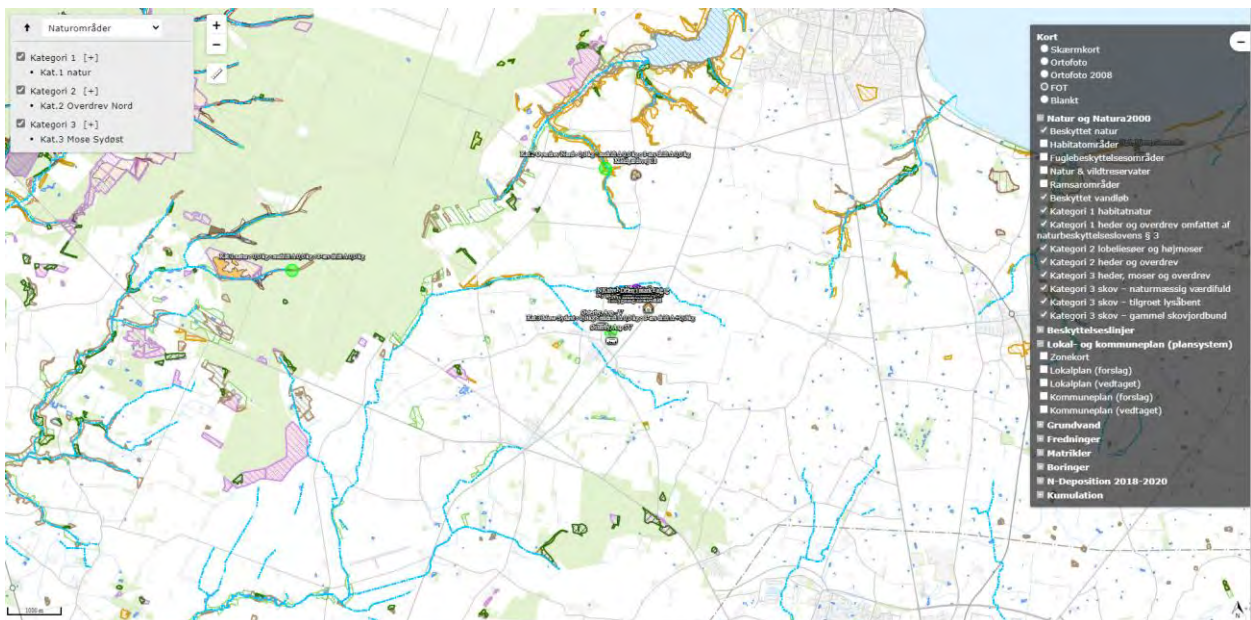 Naturområder
Kategori 1 [+]
• Kat.1 natur
Kategori 2 [+]
• Kat.2 Overdrev Nord
Kategori 3 [+]
• Kat.3 Mose Sydøst
+
−
1000 m
N
Kort
Skærmkort
Ortofoto
Ortofoto 2008
FOT
Blankt
Natur og Natura2000
Beskyttet natur
Habitatområder
Fuglebeskyttelsesområder
Natur & vildtreservater
Ramsarområder
Beskyttet vandløb
Kategori 1 habitatnatur
Kategori 1 heder og overdrev omfattet af
naturbeskyttelseslovens § 3
Kategori 2 lobeliesøer og højmoser
Kategori 2 heder og overdrev
Kategori 3 heder, moser og overdrev
Kategori 3 skov – naturmæssig værdifuld
Kategori 3 skov – tilgroet lysåbent
Kategori 3 skov – gammel skovjordbund
Beskyttelseslinjer
Lokal- og kommuneplan (plansystem)
Zonekort
Lokalplan (forslag)
Lokalplan (vedtaget)
Kommuneplan (forslag)
Kommuneplan (vedtaget)
Grundvand
Fredninger
Matrikler
Boringer
N-Deposition 2018-2020
Kumulation